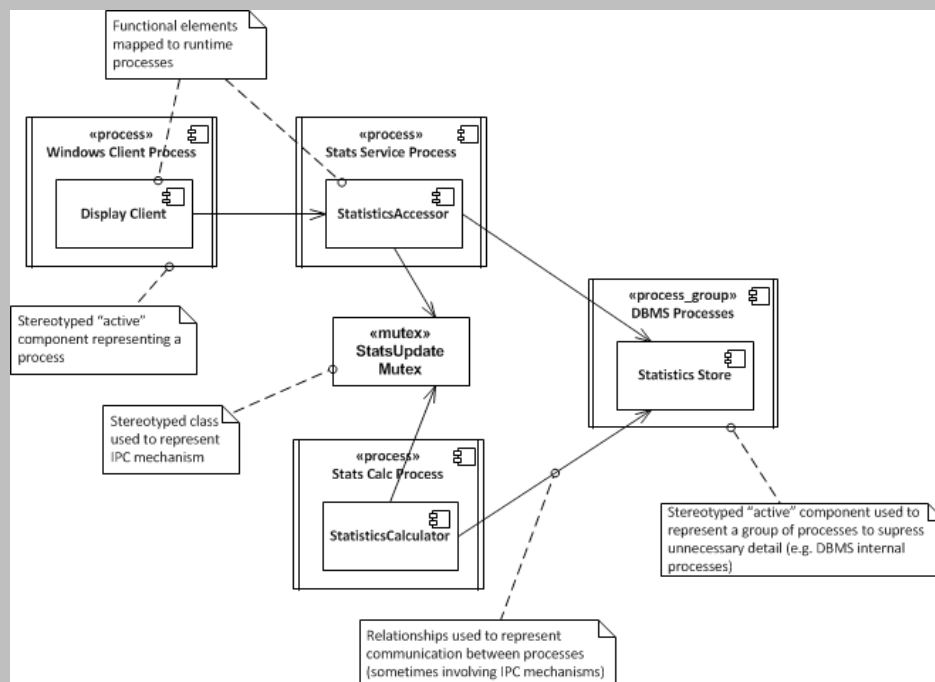 Functional elements
mapped to runtime
processes
«process»
Windows Client Process
Display Client
«process»
Stats Service Process
StatisticsAccessor
«process_group»
DBMS Processes
Statistics Store
Stereotyped “active”
component representing a
process
«mutex»
StatsUpdate
Mutex
Stereotyped class
used to represent
IPC mechanism
«process»
Stats Calc Process
StatisticsCalculator
Stereotyped “active” component used to
represent a group of processes to supress
unnecessary detail (e.g. DBMS internal
processes)
Relationships used to represent
communication between processes
(sometimes involving IPC mechanisms)